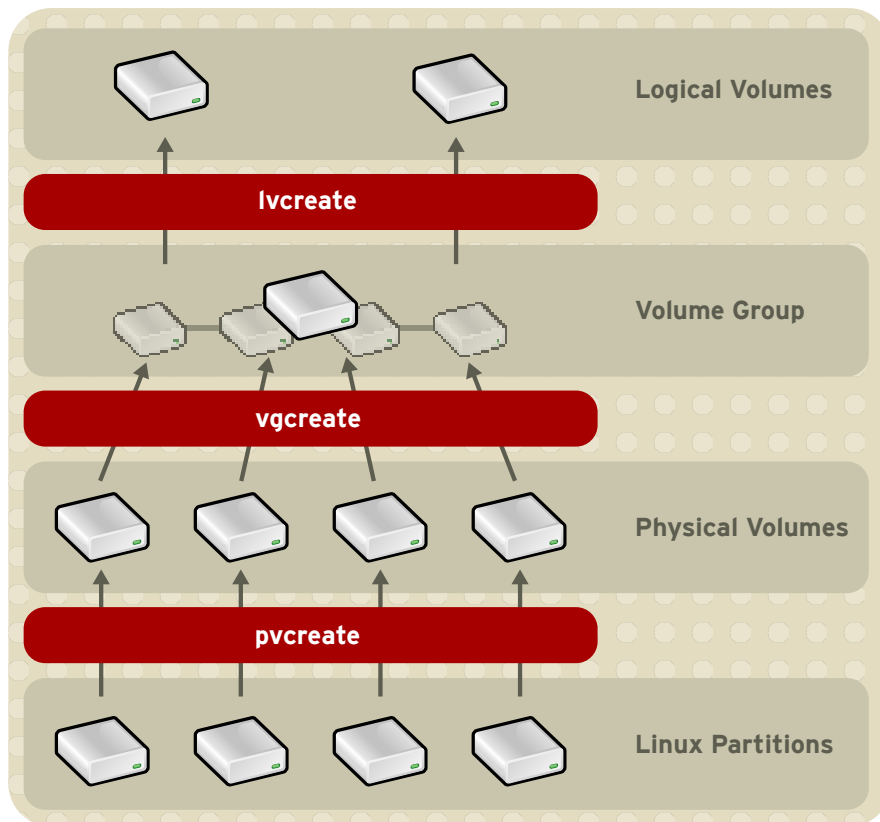 Logical Volumes
lvcreate
Volume Group
vgcreate
Physical Volumes
pvcreate
Linux Partitions